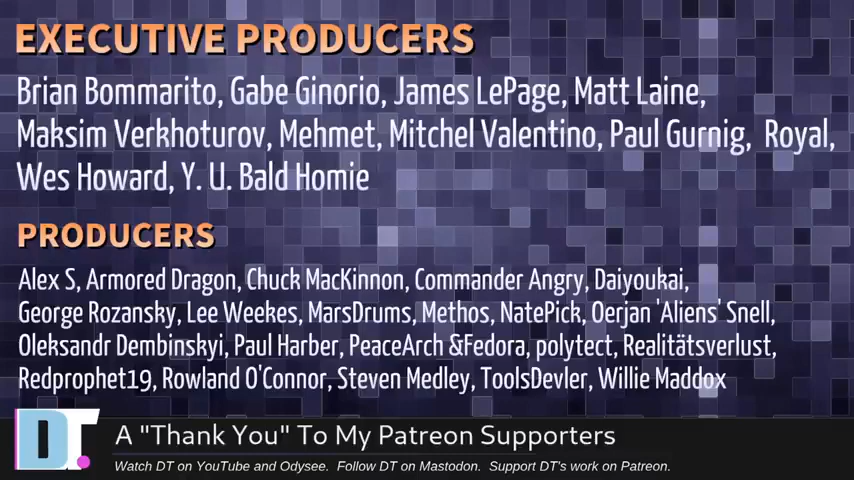 EXECUTIVE PRODUCERS
Brian Bommarito, Gabe Ginorio, James LePage, Matt Laine,
Maksim Verkhoturov, Mehmet, Mitchel Valentino, Paul Gurnig, Royal,
Wes Howard, Y. U. Bald Homie
PRODUCERS
Alex S, Armored Dragon, Chuck MacKinnon, Commander Angry, Daiyoukai,
George Rozansky, Lee Weekes, MarsDrums, Methos, NatePick, Oerjan 'Aliens' Snell,
Oleksandr Dembinskyi, Paul Harber, PeaceArch &Fedora, polytect, Realitätsverlust,
Redprophet19, Rowland O'Connor, Steven Medley, ToolsDevler, Willie Maddox
DT
A "Thank You" To My Patreon Supporters
Watch DT on YouTube and Odysee. Follow DT on Mastodon. Support DT's work on Patreon.